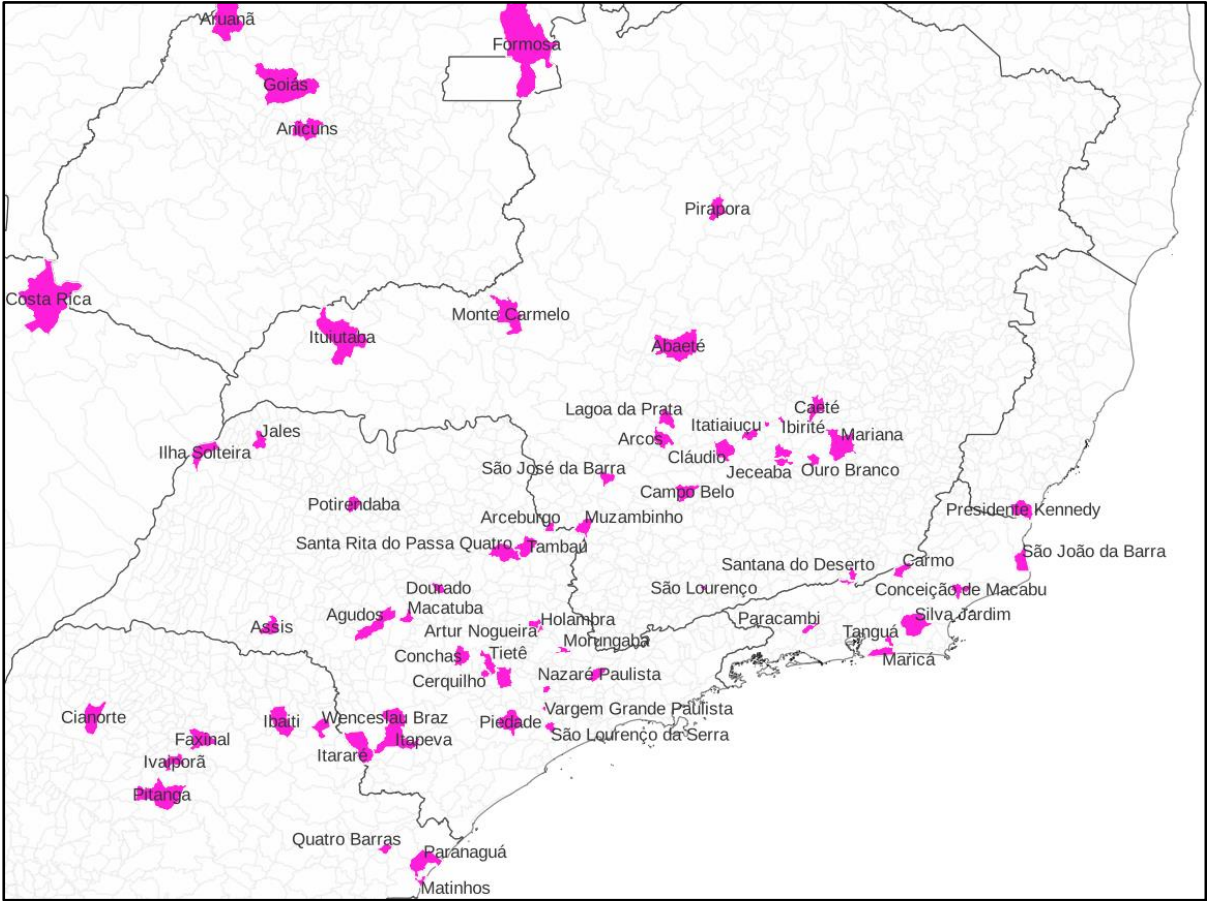 Aruanã
Formosa
Goiás
Anicuns
Pirapora
Costa Rica
Monte Carmelo
Ituiutaba
Abaeté
Lagoa da Prata
Caeté
Itatiaiuçu
Ibirité
Jales
Arcos
Mariana
Ilha Solteira
Cláudio
São José da Barra
Jeceaba
Ouro Branco
Campo Belo
Potirendaba
Presidente Kennedy
Arceburgo
Muzambinho
Santa Rita do Passa Quatro
Tambaú
São João da Barra
Santana do Deserto
Carmo
Dourado
São Lourenço
Conceição de Macabu
Macatuba
Agudos
Silva Jardim
Holambra
Paracambi
Assis
Artur Nogueira
Tanguá
Morungaba
Conchas
Tietê
Maricá
Cerquilho
Nazaré Paulista
Vargem Grande Paulista
Cianorte
Ibaiti
Wenceslau Braz
Piedade
São Lourenço da Serra
Faxinal
Itapeva
Itararé
Ivaiporã
Pitanga
Quatro Barras
Paranaguá
Matinhos